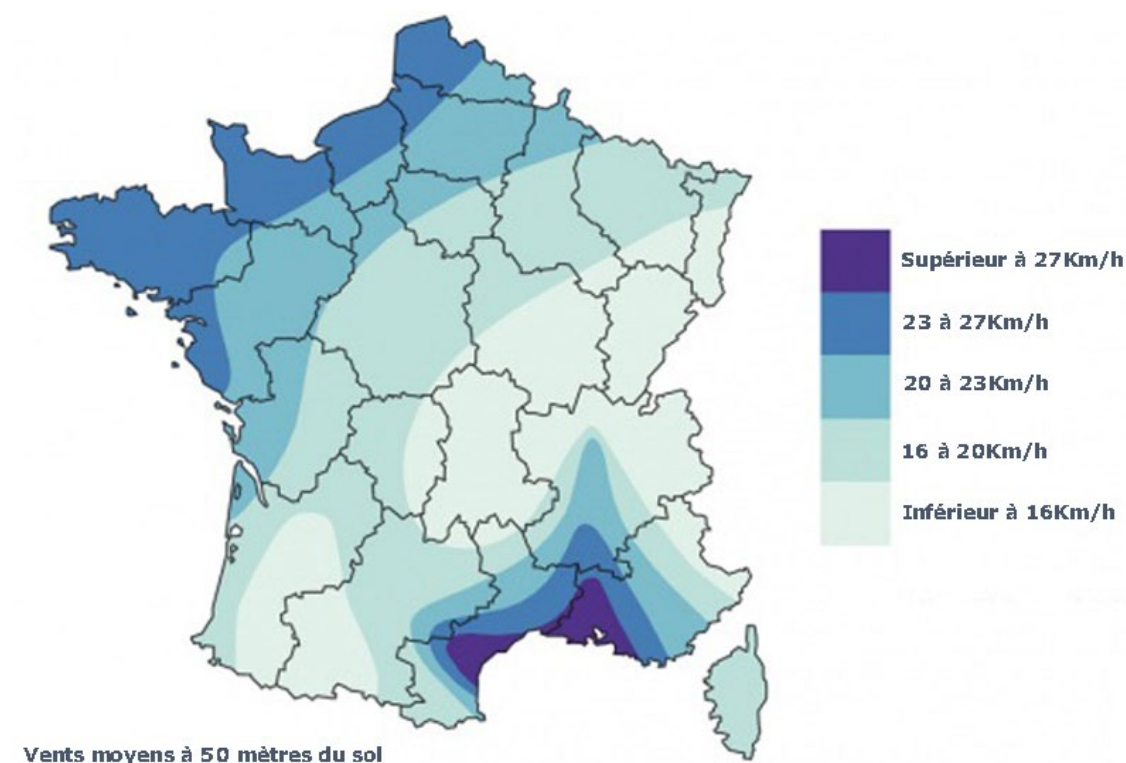 Supérieur à 27Km/h
23 à 27Km/h
20 à 23Km/h
16 à 20Km/h
Inférieur à 16Km/h
Vents moyens à 50 mètres du sol